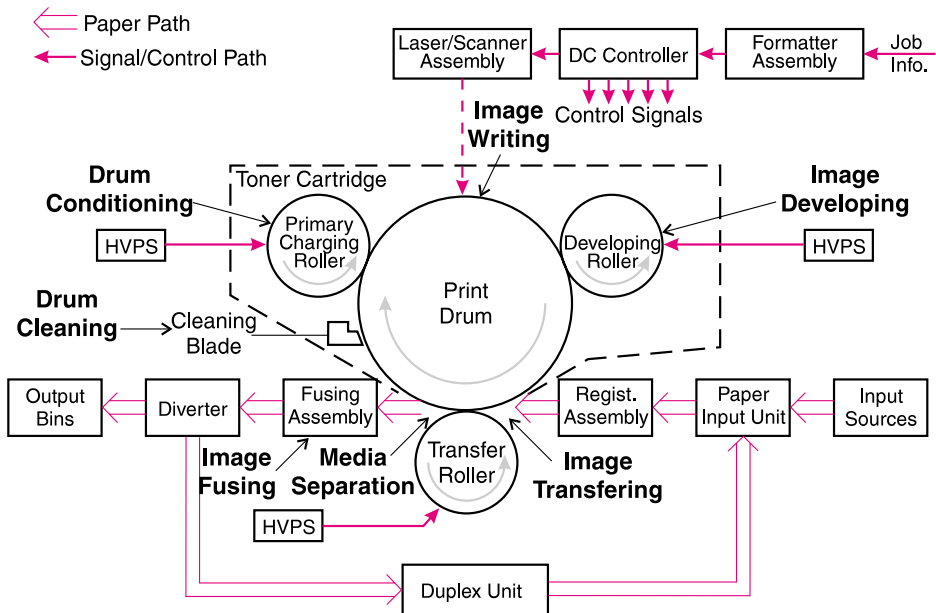 Paper Path
Signal/Control Path
Laser/Scanner
Assembly
DC Controller
Formatter
Assembly
Job
Info.
Control Signals
Image
Writing
Drum
Conditioning
Toner Cartridge
Image
Developing
HVPS
Primary
Charging
Roller
Developing
Roller
HVPS
Print
Drum
Drum
Cleaning
Cleaning
Blade
Output
Bins
Diverter
Fusing
Assembly
Regist.
Assembly
Paper
Input Unit
Input
Sources
Image
Fusing
Media
Separation
Transfer
Roller
Image
Transfering
HVPS
Duplex Unit